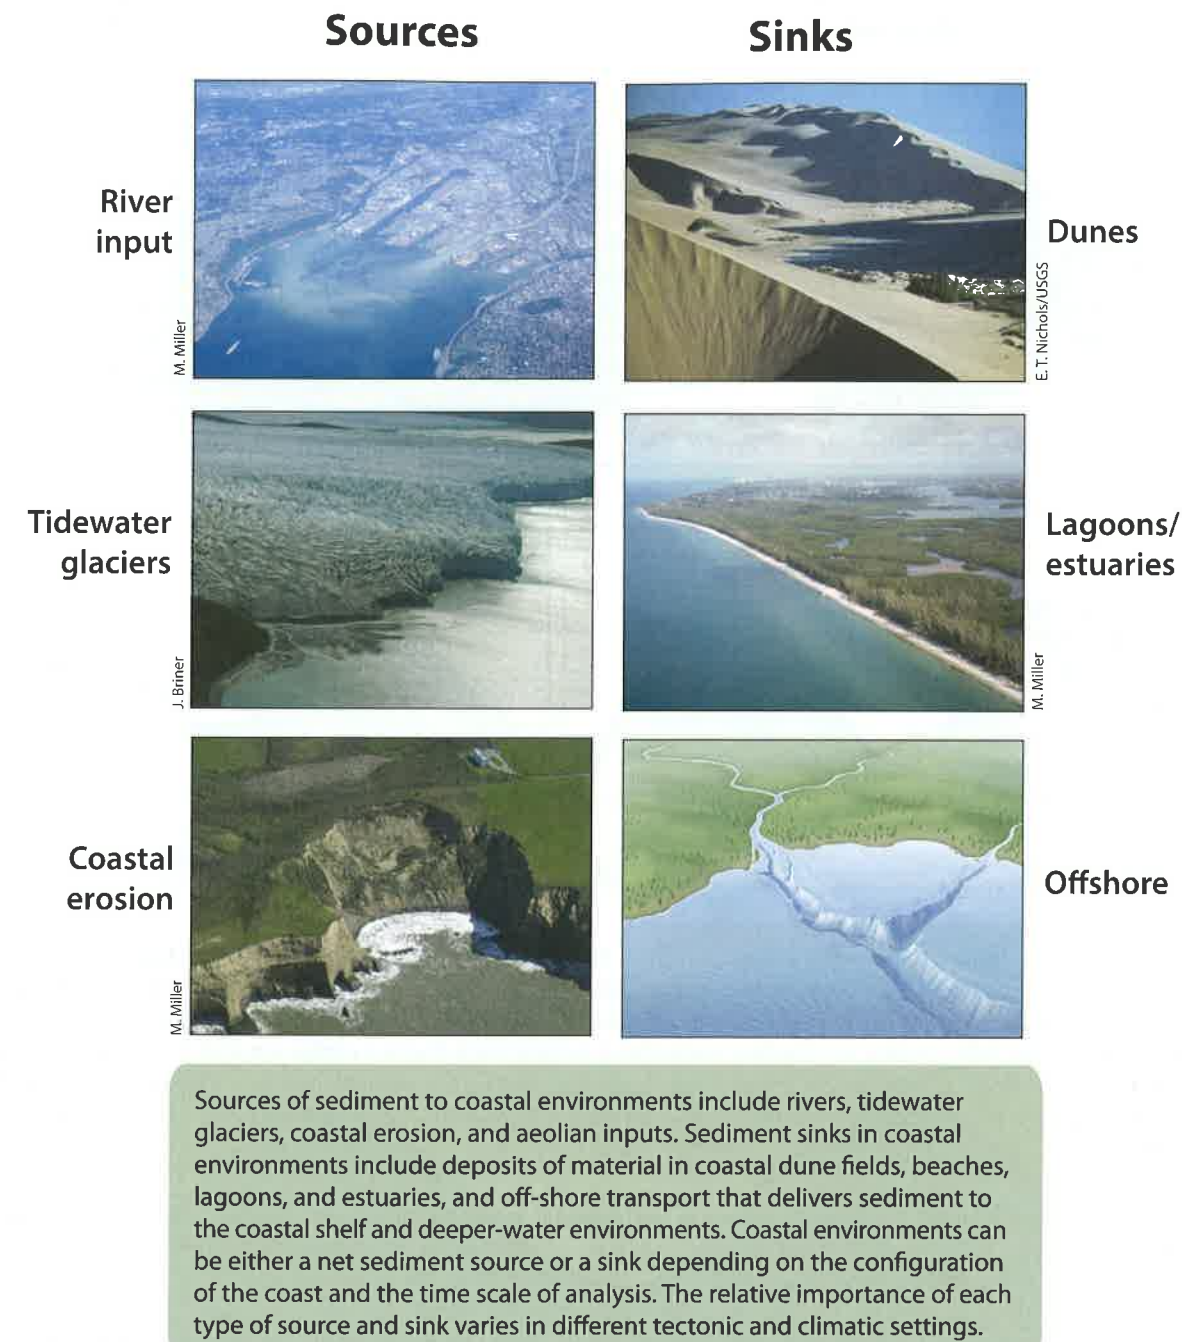 Sources
Sinks
River
input
M. Miller
Dunes
E. T. Nichols/USGS
Tidewater
glaciers
J. Briner
Lagoons/
estuaries
M. Miller
Coastal
erosion
M. Miller
Offshore
Sources of sediment to coastal environments include rivers, tidewater
glaciers, coastal erosion, and aeolian inputs. Sediment sinks in coastal
environments include deposits of material in coastal dune fields, beaches,
lagoons, and estuaries, and off-shore transport that delivers sediment to
the coastal shelf and deeper-water environments. Coastal environments can
be either a net sediment source or a sink depending on the configuration
of the coast and the time scale of analysis. The relative importance of each
type of source and sink varies in different tectonic and climatic settings.